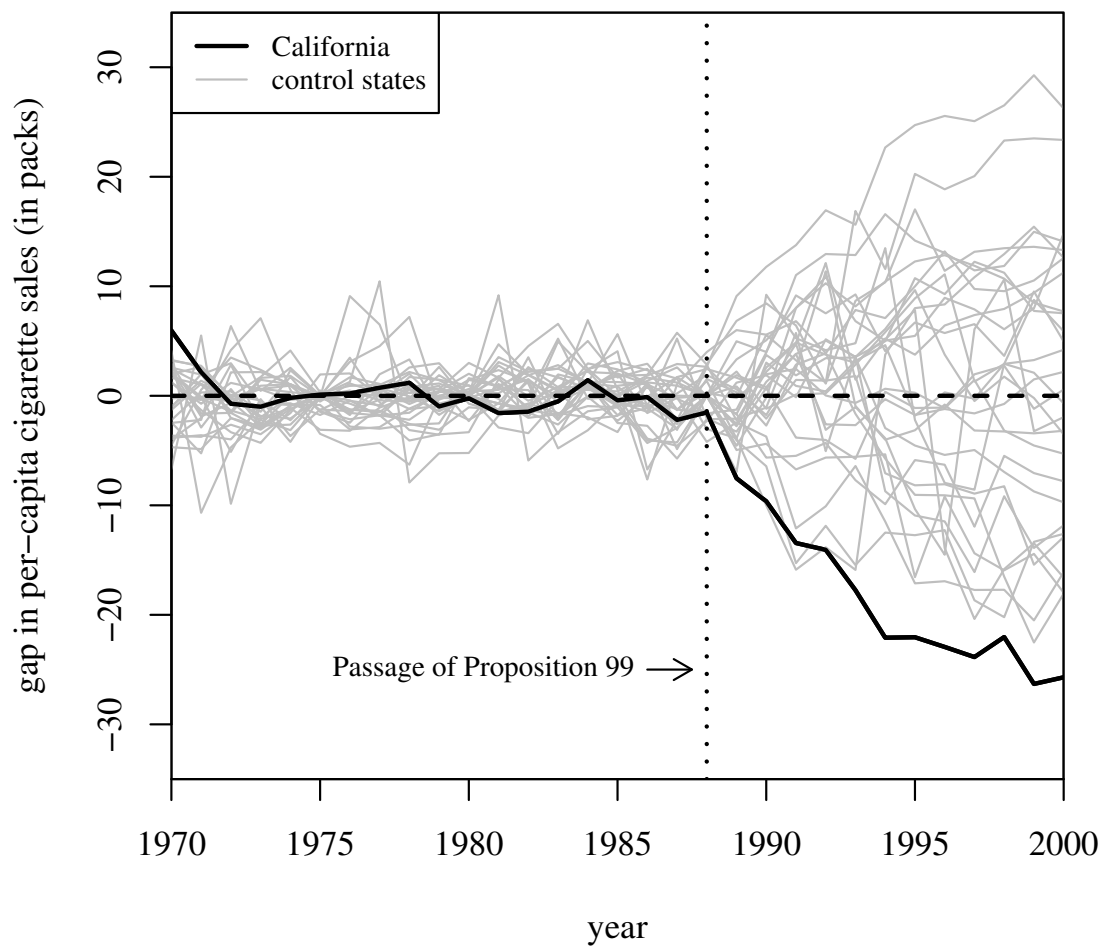 California
control states
gap in per−capita cigarette sales (in packs)
30
20
10
0
−10
−20
−30
Passage of Proposition 99
1970 1975 1980 1985 1990 1995 2000
year